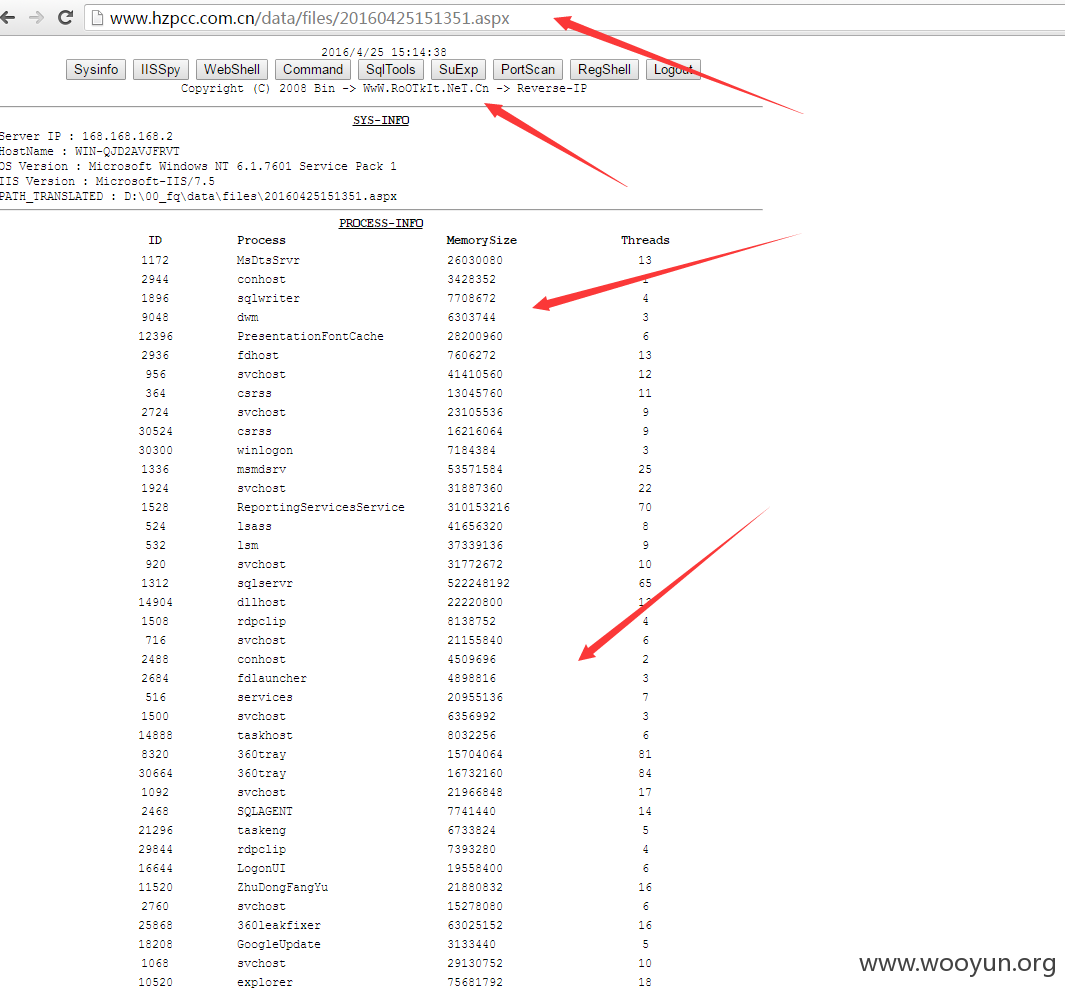 www.hzpcc.com.cn/data/files/20160425151351.aspx
2016/4/25 15:14:38
Sysinfo IISSpy WebShell Command SqlTools SuExp PortScan RegShell Logout
Copyright (C) 2008 Bin -> WwW.RoOTkIt.NeT.Cn -> Reverse-IP
SYS-INFO
Server IP : 168.168.168.2
HostName : WIN-QJD2AVJFRVT
OS Version : Microsoft Windows NT 6.1.7601 Service Pack 1
IIS Version : Microsoft-IIS/7.5
PATH_TRANSLATED : D:\00_fq\data\files\20160425151351.aspx
PROCESS-INFO
ID Process MemorySize Threads
1172 MsDtsSrvr 26030080 13
2944 conhost 3428352
1896 sqlwriter 7708672 4
9048 dwm 6303744 3
12396 PresentationFontCache 28200960 6
2936 fdhost 7606272 13
956 svchost 41410560 12
364 csrss 13045760 11
2724 svchost 23105536 9
30524 csrss 16216064 9
30300 winlogon 7184384 3
1336 msmdsrv 53571584 25
1924 svchost 31887360 22
1528 ReportingServicesService 310153216 70
524 lsass 41656320 8
532 lsm 37339136 9
920 svchost 31772672 10
1312 sqlservr 522248192 65
14904 dllhost 22220800
1508 rdpclip 8138752 4
716 svchost 21155840 6
2488 conhost 4509696 2
2684 fdlauncher 4898816 3
516 services 20955136 7
1500 svchost 6356992 3
14888 taskhost 8032256 6
8320 360tray 15704064 81
30664 360tray 16732160 84
1092 svchost 21966848 17
2468 SQLAGENT 7741440 14
21296 taskeng 6733824 5
29844 rdpclip 7393280 4
16644 LogonUI 19558400 6
11520 ZhuDongFangYu 21880832 16
2760 svchost 15278080 6
25868 360leakfixer 63025152 16
18208 GoogleUpdate 3133440 5
1068 svchost 29130752 10
10520 explorer 75681792 18
www.wooyun.org